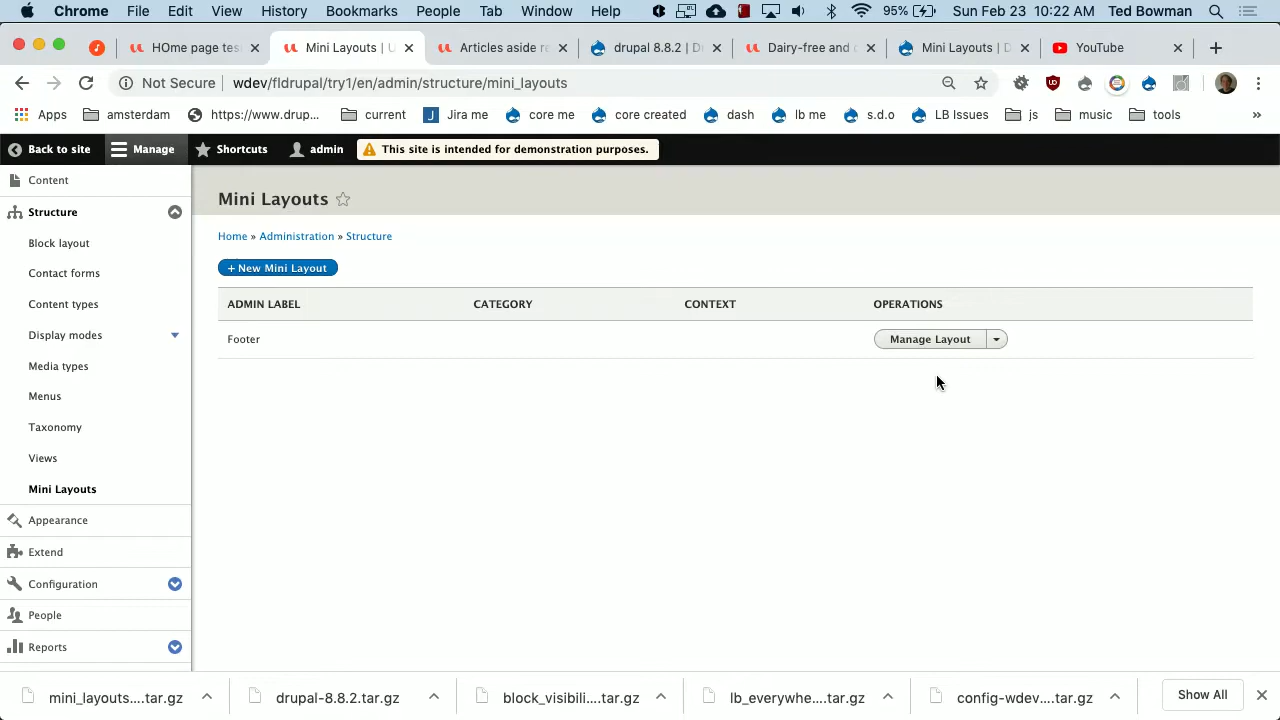 Chrome File Edit View History Bookmarks People Tab Window Help 95% Sun Feb 23 10:22 AM Ted Bowman
HOme page tes Mini Layouts | U Articles aside re drupal 8.8.2 | D Dairy-free and g Mini Layouts | D YouTube
Not Secure wdev/fldrupal/try1/en/admin/structure/mini_layouts
Apps amsterdam https://www.drup... current Jira me core me core created dash lb me s.d.o LB Issues js music tools »
Back to site Manage Shortcuts admin This site is intended for demonstration purposes.
Content
Structure
Block layout
Contact forms
Content types
Display modes
Media types
Menus
Taxonomy
Views
Mini Layouts
Appearance
Extend
Configuration
People
Reports
Mini Layouts
Home » Administration » Structure
+ New Mini Layout
ADMIN LABEL CATEGORY CONTEXT OPERATIONS
Footer Manage Layout
mini_layouts....tar.gz drupal-8.8.2.tar.gz block_visibili....tar.gz lb_everywhe....tar.gz config-wdev....tar.gz Show All